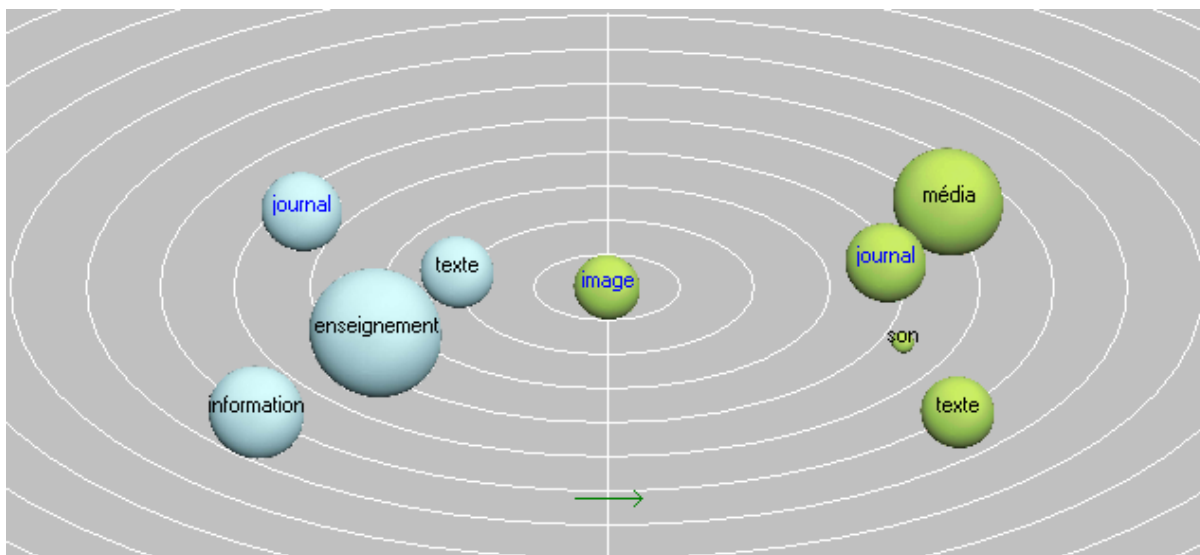 média
journal
journal
texte
image
enseignement
son
information
texte